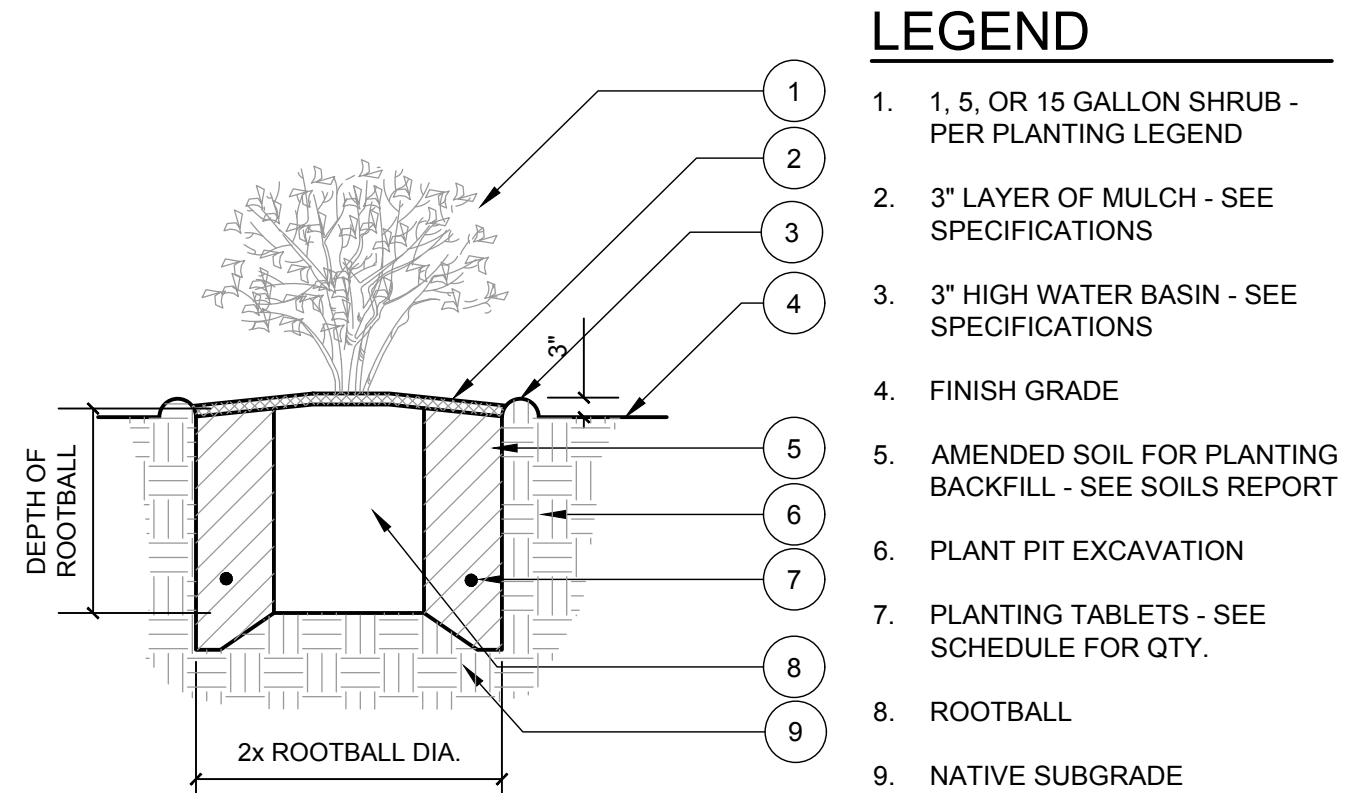 LEGEND
1
2
3
4
5
6
7
8
9
3"
DEPTH OF
ROOTBALL
2x ROOTBALL DIA.
1. 1, 5, OR 15 GALLON SHRUB -
PER PLANTING LEGEND
2. 3" LAYER OF MULCH - SEE
SPECIFICATIONS
3. 3" HIGH WATER BASIN - SEE
SPECIFICATIONS
4. FINISH GRADE
5. AMENDED SOIL FOR PLANTING
BACKFILL - SEE SOILS REPORT
6. PLANT PIT EXCAVATION
7. PLANTING TABLETS - SEE
SCHEDULE FOR QTY.
8. ROOTBALL
9. NATIVE SUBGRADE